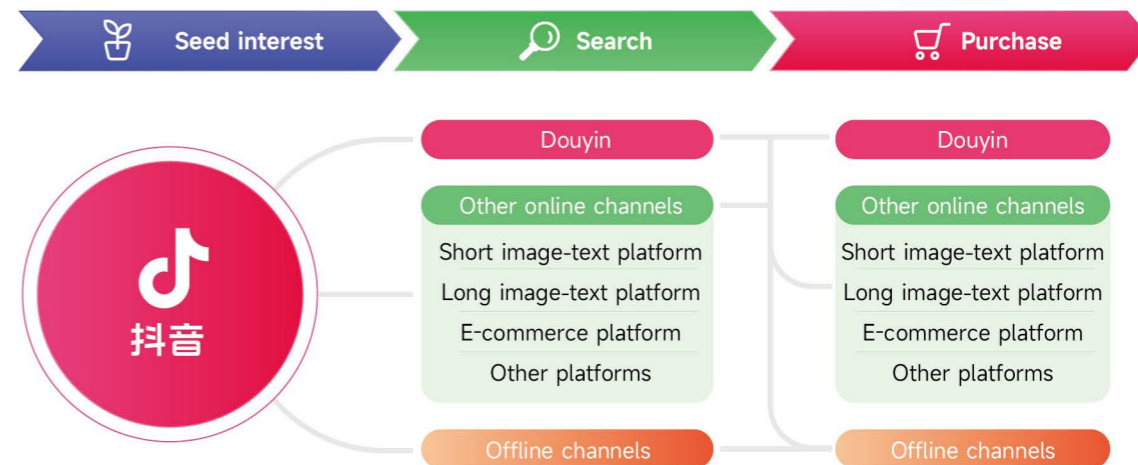 Seed interest
Search
Purchase
抖音
Douyin
Other online channels
Short image-text platform
Long image-text platform
E-commerce platform
Other platforms
Offline channels
Douyin
Other online channels
Short image-text platform
Long image-text platform
E-commerce platform
Other platforms
Offline channels